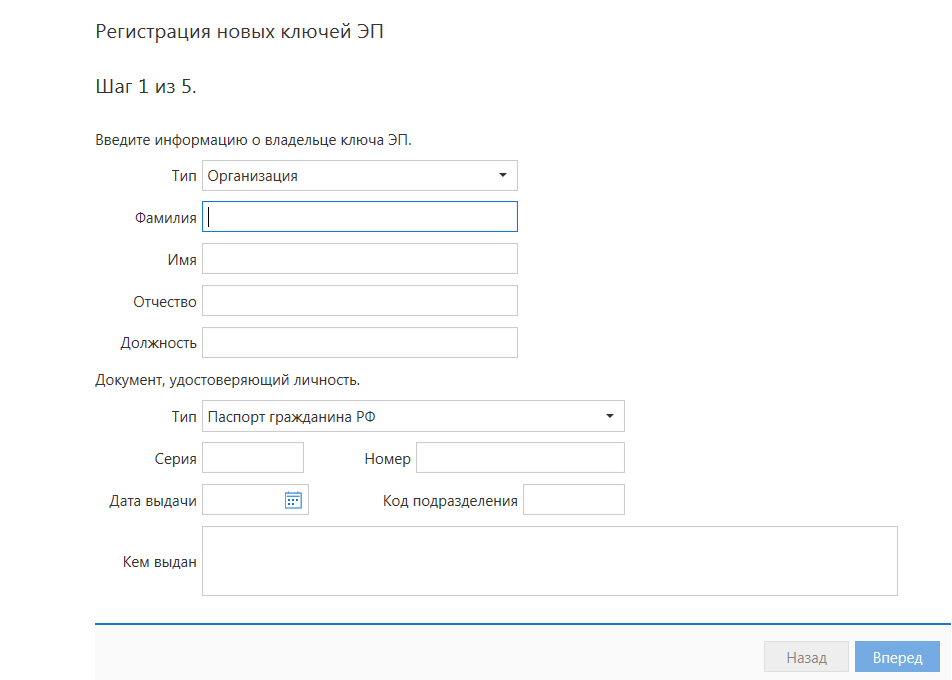 Регистрация новых ключей ЭП
Шаг 1 из 5.
Введите информацию о владельце ключа ЭП.
Тип Организация
Фамилия
Имя
Отчество
Должность
Документ, удостоверяющий личность.
Тип Паспорт гражданина РФ
Серия Номер
Дата выдачи Код подразделения
Кем выдан
Назад Вперед